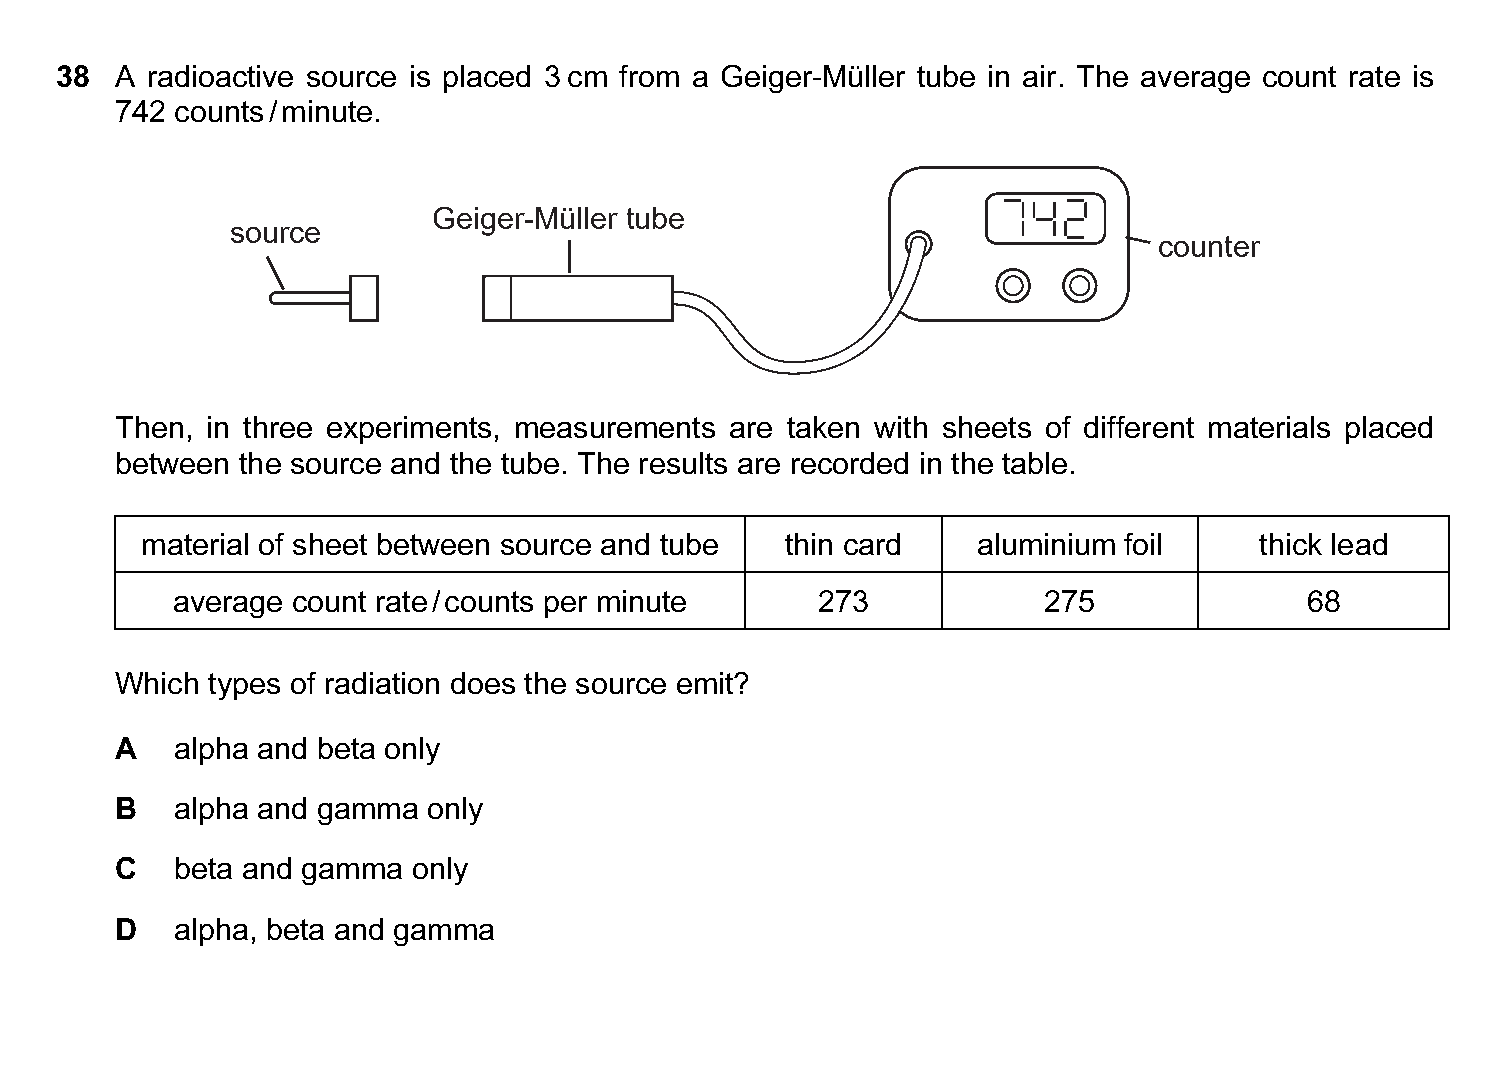 38 A radioactive source is placed 3 cm from a Geiger-Müller tube in air. The average count rate is
742 counts / minute.
source
Geiger-Müller tube
742
counter
Then, in three experiments, measurements are taken with sheets of different materials placed
between the source and the tube. The results are recorded in the table.
material of sheet between source and tube thin card aluminium foil thick lead
average count rate / counts per minute 273 275 68
Which types of radiation does the source emit?
A alpha and beta only
B alpha and gamma only
C beta and gamma only
D alpha, beta and gamma